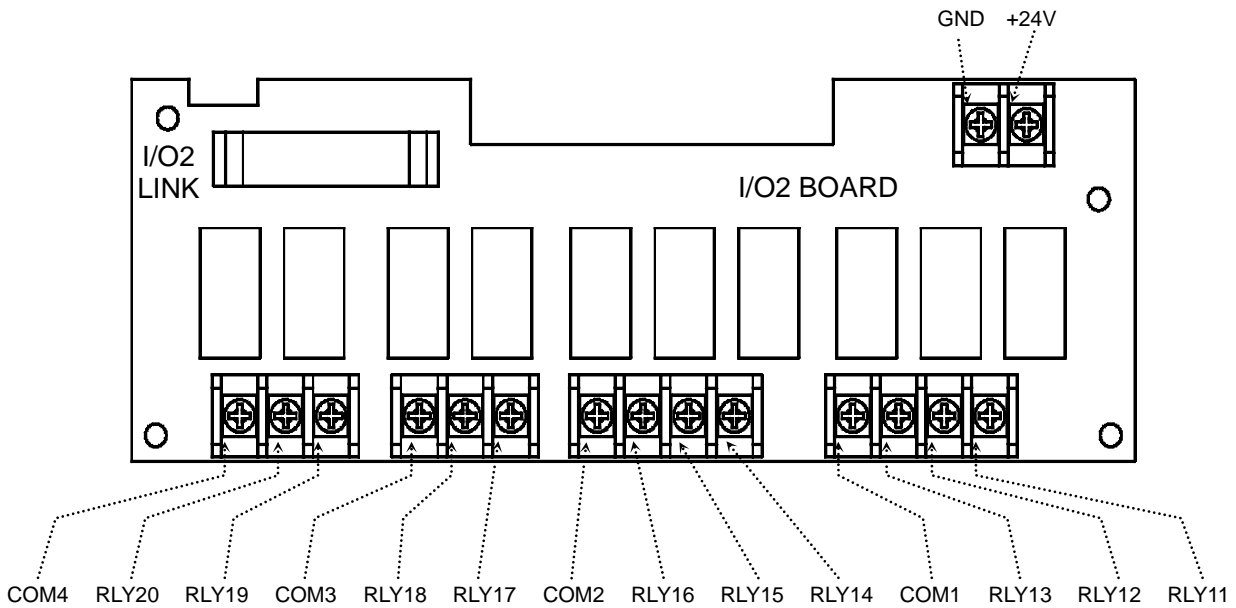 GND +24V
I/O2
LINK
I/O2 BOARD
COM4 RLY20 RLY19 COM3 RLY18 RLY17 COM2 RLY16 RLY15 RLY14 COM1 RLY13 RLY12 RLY11